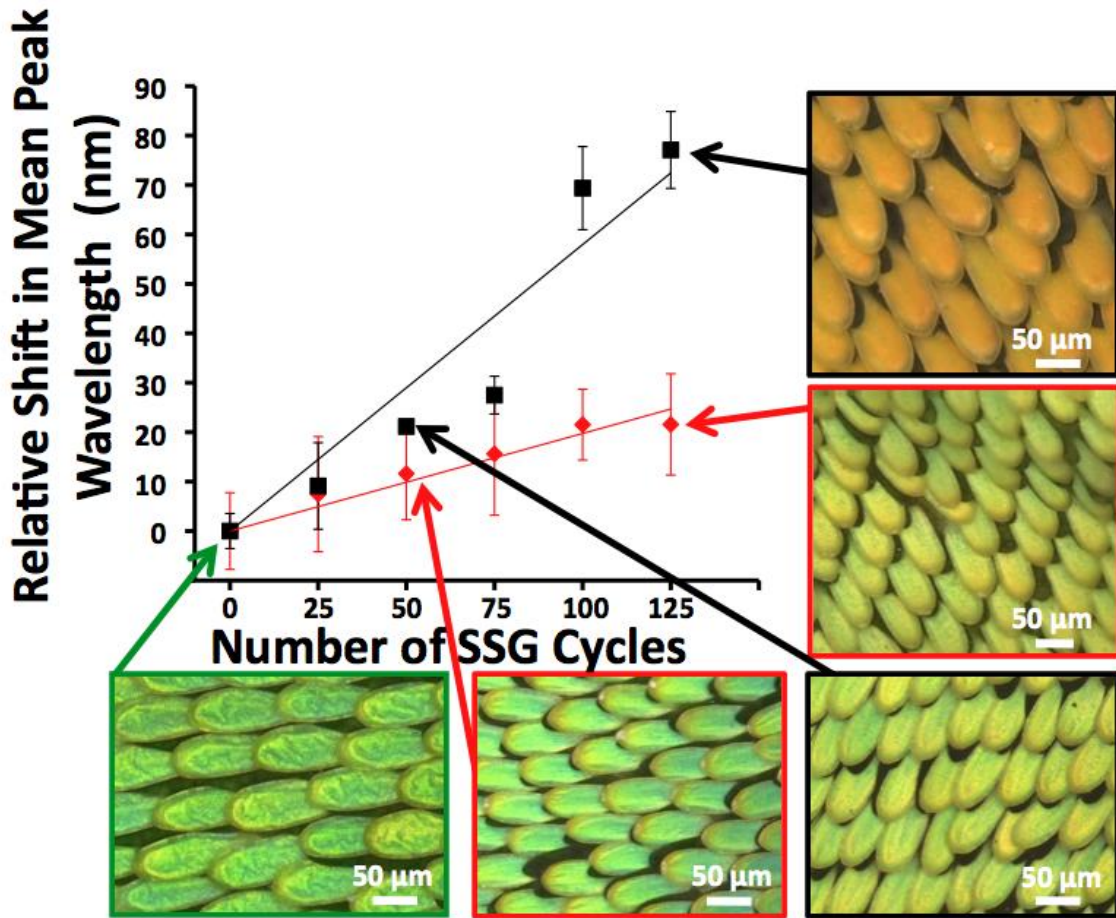 Relative Shift in Mean Peak
Wavelength (nm)
90
80
70
60
50
40
30
20
10
0
0 25 50 75 100 125
Number of SSG Cycles
50 µm
50 µm
50 µm
50 µm
50 µm